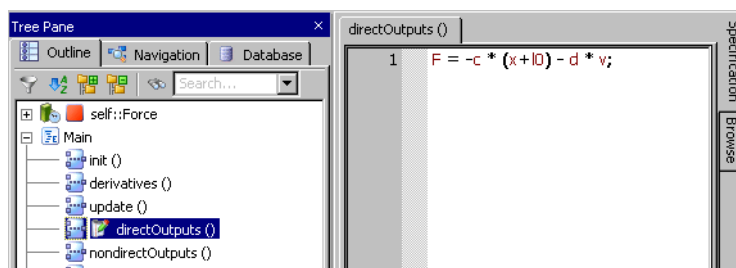 Tree Pane ×
Outline Navigation Database
Search...
self::Force
Main
init ()
derivatives ()
update ()
directOutputs ()
nondirectOutputs ()
directOutputs ()
1 F = -c * (x+l0) - d * v;
Specification
Browse